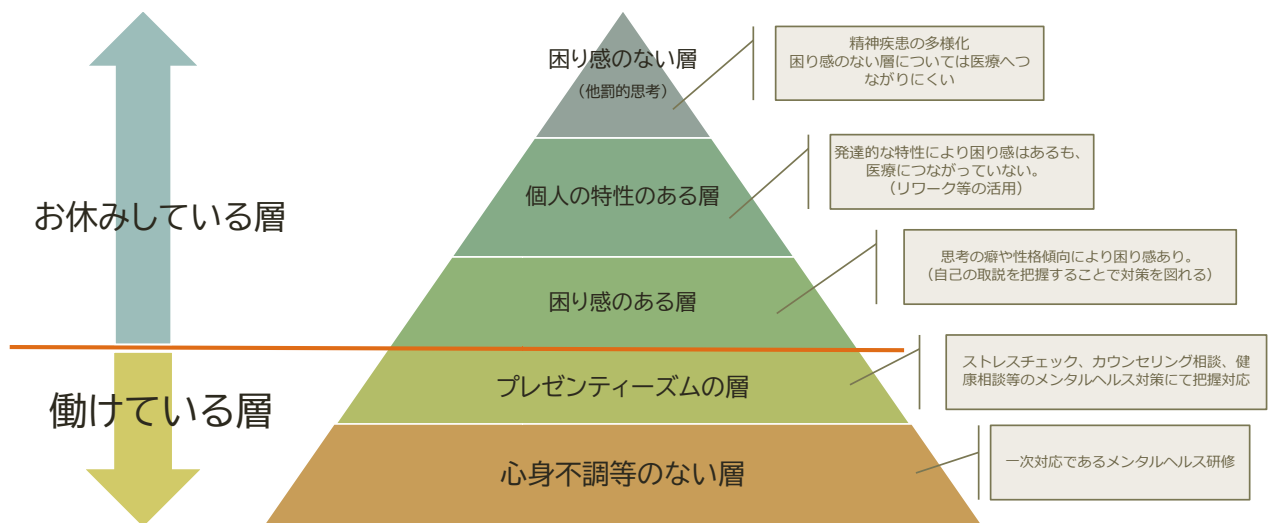 お休みしている層
働けている層
困り感のない層
（他罰的思考）
個人の特性のある層
困り感のある層
プレゼンティーズムの層
心身不調等のない層
精神疾患の多様化
困り感のない層については医療へつ
ながりにくい
発達的な特性により困り感はあるも、
医療につながっていない。
（リワーク等の活用）
思考の癖や性格傾向により困り感あり。
（自己の取説を把握することで対策を図れる）
ストレスチェック、カウンセリング相談、健
康相談等のメンタルヘルス対策にて把握対応
一次対応であるメンタルヘルス研修